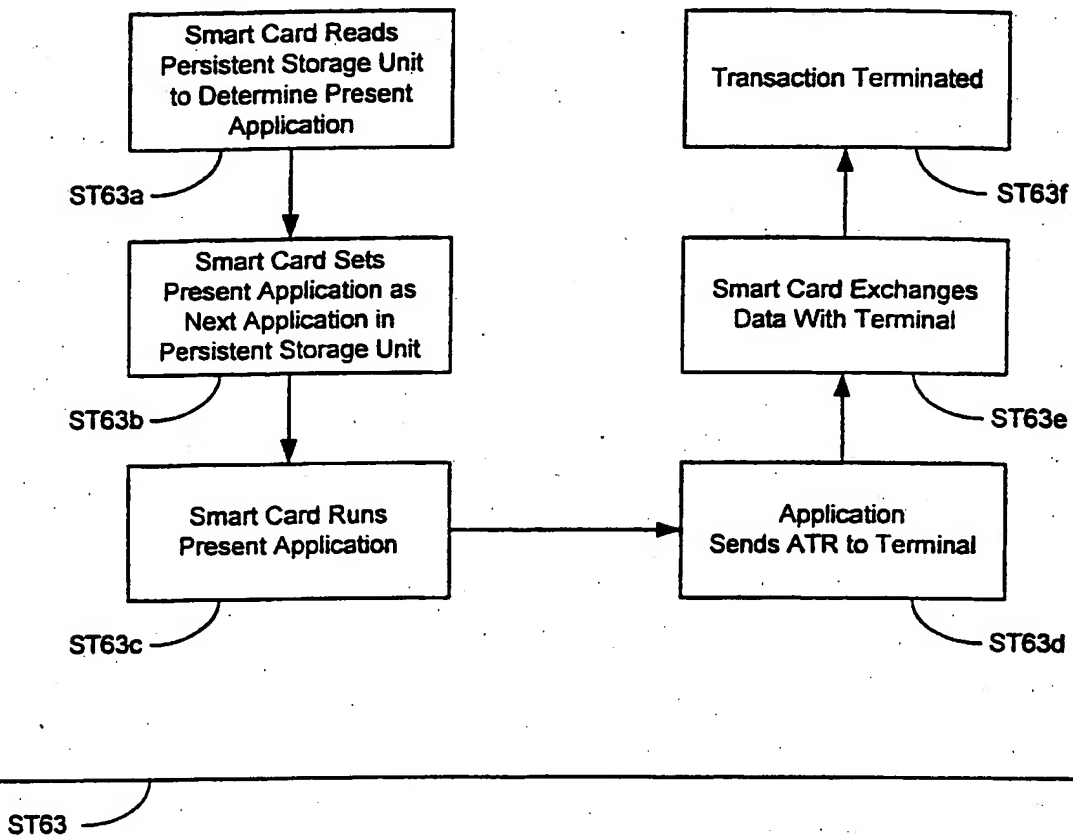 Smart Card Reads
Persistent Storage Unit
to Determine Present
Application
ST63a
Smart Card Sets
Present Application as
Next Application in
Persistent Storage Unit
ST63b
Smart Card Runs
Present Application
ST63c
Application
Sends ATR to Terminal
ST63d
Smart Card Exchanges
Data With Terminal
ST63e
Transaction Terminated
ST63f
ST63